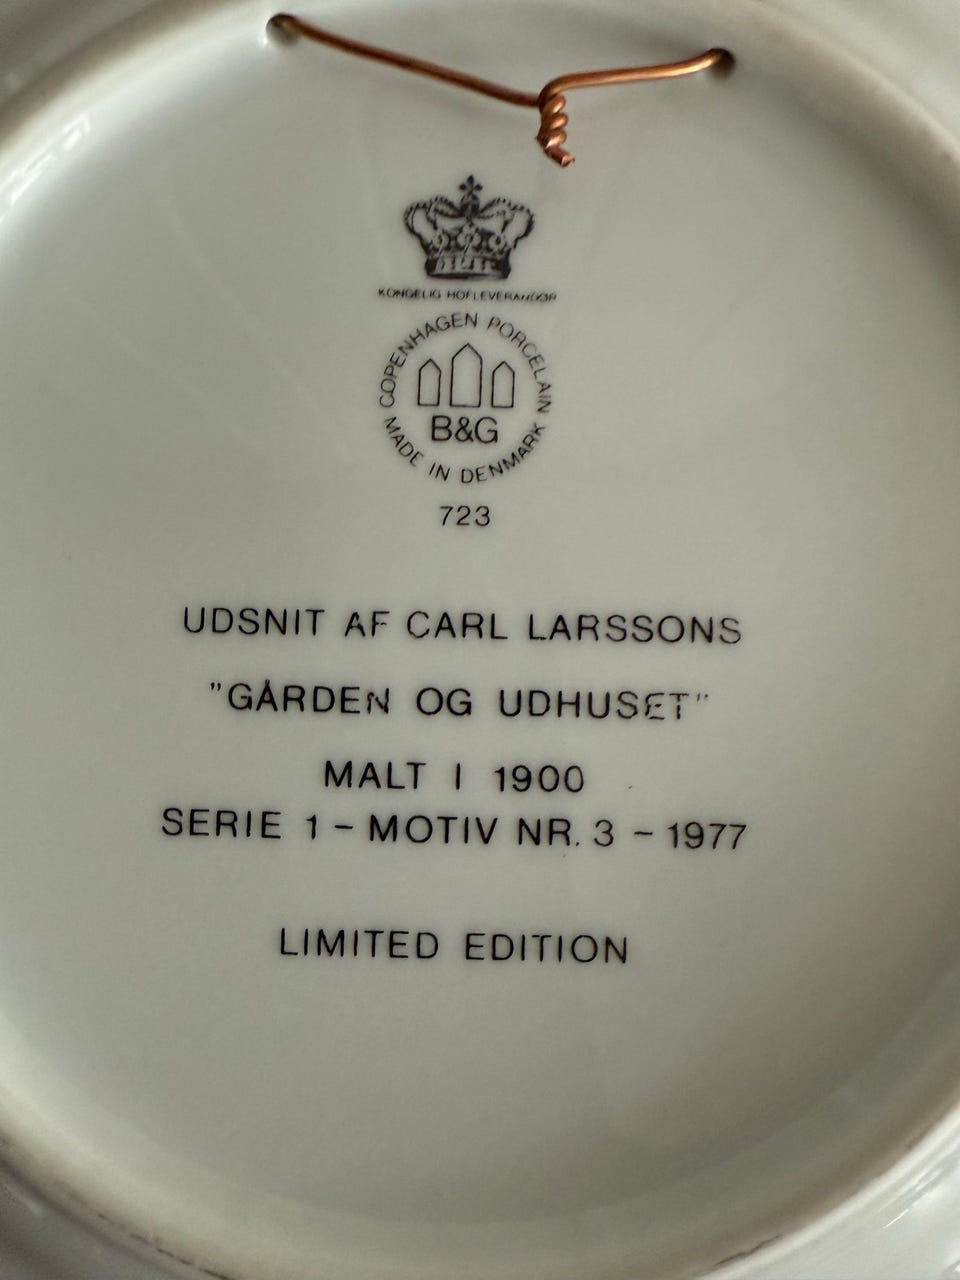 KONGELIG HOFLEVERANDØR
COPENHAGEN PORCELAIN
B&G
MADE IN DENMARK
723
UDSNIT AF CARL LARSSONS
"GÅRDEN OG UDHUSET"
MALT I 1900
SERIE 1 – MOTIV NR. 3 – 1977
LIMITED EDITION